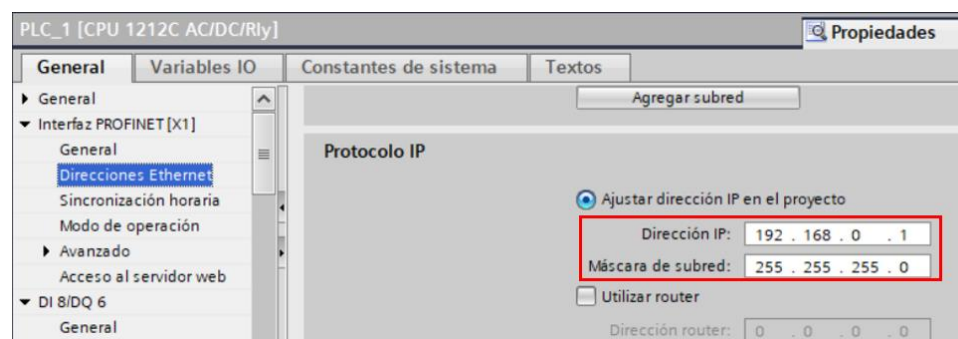 PLC_1 [CPU 1212C AC/DC/Rly]
Propiedades
General Variables IO Constantes de sistema Textos
General
Interfaz PROFINET [X1]
General
Direcciones Ethernet
Sincronización horaria
Modo de operación
Avanzado
Acceso al servidor web
DI 8/DQ 6
General
Agregar subred
Protocolo IP
Ajustar dirección IP en el proyecto
Dirección IP: 192 . 168 . 0 . 1
Máscara de subred: 255 . 255 . 255 . 0
Utilizar router
Dirección router: 0 . 0 . 0 . 0